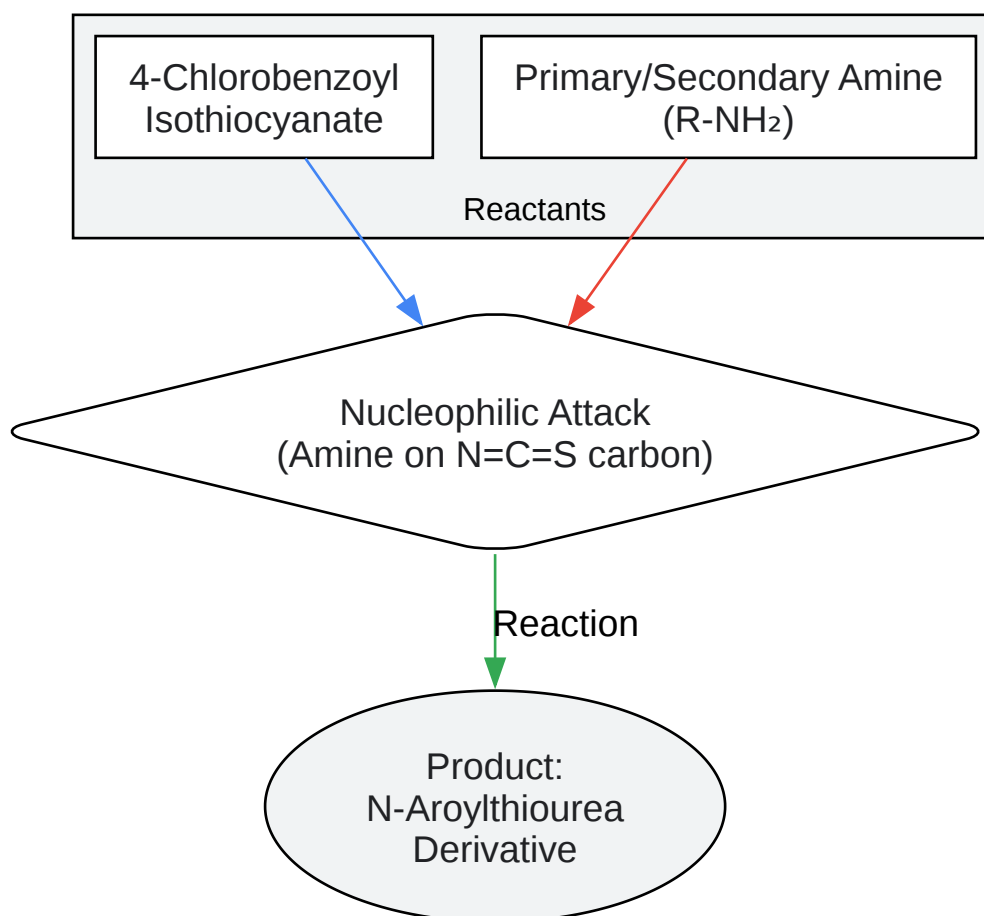 4-Chlorobenzoyl
Isothiocyanate
Primary/Secondary Amine
(R-NH₂)
Reactants
Nucleophilic Attack
(Amine on N=C=S carbon)
Reaction
Product:
N-Aroylthiourea
Derivative